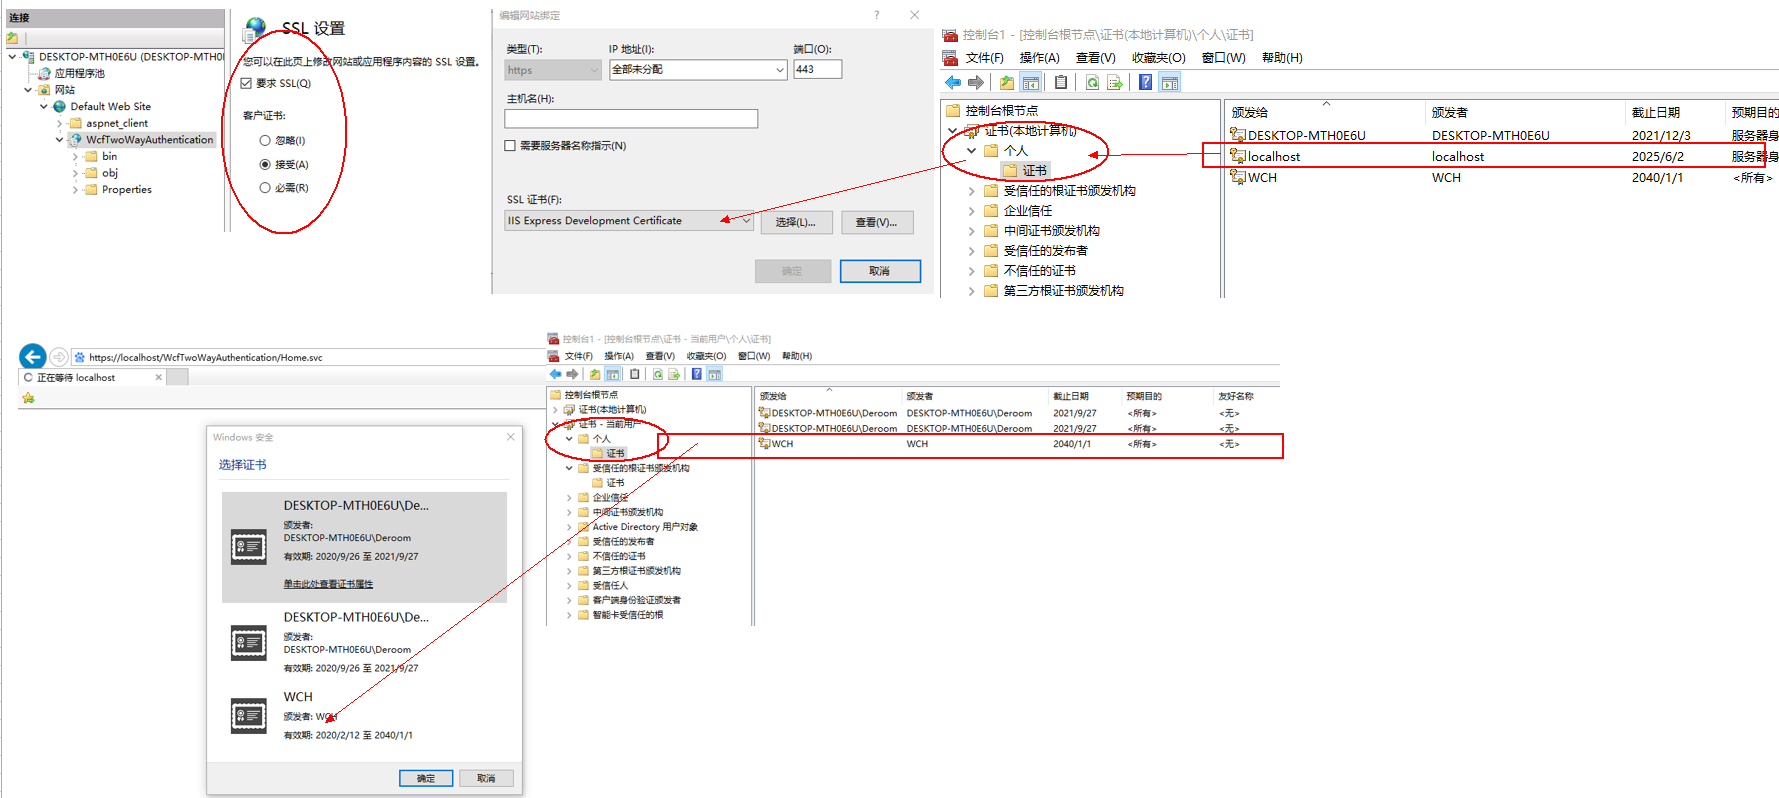 连接
DESKTOP-MTH0E6U (DESKTOP-MTH0
应用程序池
网站
Default Web Site
aspnet_client
WcfTwoWayAuthentication
bin
obj
Properties
SSL 设置
您可以在此页上修改网站或应用程序内容的 SSL 设置。
要求 SSL(Q)
客户证书:
忽略(I)
接受(A)
必需(R)
编辑网站绑定
?
类型(T):
IP 地址(I):
端口(O):
https
全部未分配
443
主机名(H):
需要服务器名称指示(N)
SSL 证书(F):
IIS Express Development Certificate
选择(L)...
查看(V)...
确定
取消
控制台1 - [控制台根节点\证书(本地计算机)\个人\证书]
文件(F) 操作(A) 查看(V) 收藏夹(O) 窗口(W) 帮助(H)
控制台根节点
证书(本地计算机)
个人
证书
受信任的根证书颁发机构
企业信任
中间证书颁发机构
受信任的发布者
不信任的证书
第三方根证书颁发机构
颁发给 颁发者 截止日期 预期目的
DESKTOP-MTH0E6U DESKTOP-MTH0E6U 2021/12/3 服务器身
localhost localhost 2025/6/2 服务器身
WCH WCH 2040/1/1 <所有>
https://localhost/WcfTwoWayAuthentication/Home.svc
正在等待 localhost
Windows 安全
选择证书
DESKTOP-MTH0E6U\De...
颁发者:
DESKTOP-MTH0E6U\Deroom
有效期: 2020/9/26 至 2021/9/27
单击此处查看证书属性
DESKTOP-MTH0E6U\De...
颁发者:
DESKTOP-MTH0E6U\Deroom
有效期: 2020/9/26 至 2021/9/27
WCH
颁发者: WCH
有效期: 2020/2/12 至 2040/1/1
确定
取消
控制台1 - [控制台根节点\证书 - 当前用户\个人\证书]
文件(F) 操作(A) 查看(V) 收藏夹(O) 窗口(W) 帮助(H)
控制台根节点
证书(本地计算机)
证书 - 当前用户
个人
证书
受信任的根证书颁发机构
证书
企业信任
中间证书颁发机构
Active Directory 用户对象
受信任的发布者
不信任的证书
第三方根证书颁发机构
受信任人
客户端身份验证颁发者
智能卡受信任的根
颁发给 颁发者 截止日期 预期目的 友好名称
DESKTOP-MTH0E6U\Deroom DESKTOP-MTH0E6U\Deroom 2021/9/27 <所有> <无>
DESKTOP-MTH0E6U\Deroom DESKTOP-MTH0E6U\Deroom 2021/9/27 <所有> <无>
WCH WCH 2040/1/1 <所有> <无>